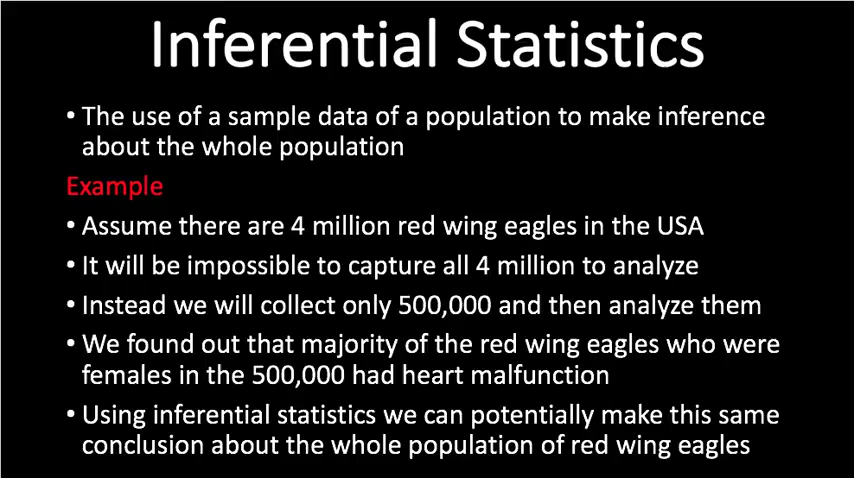 Inferential Statistics
• The use of a sample data of a population to make inference
about the whole population
Example
• Assume there are 4 million red wing eagles in the USA
• It will be impossible to capture all 4 million to analyze
• Instead we will collect only 500,000 and then analyze them
• We found out that majority of the red wing eagles who were
females in the 500,000 had heart malfunction
• Using inferential statistics we can potentially make this same
conclusion about the whole population of red wing eagles